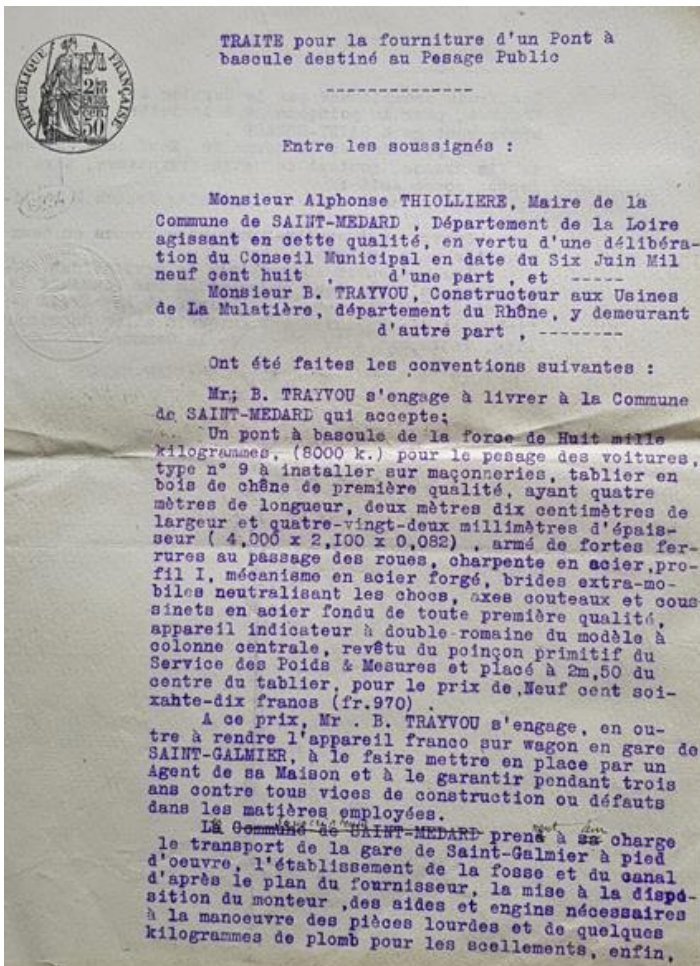 TRAITE pour la fourniture d'un Pont à
bascule destiné au Pesage Public
--------------
REPUBLIQUE FRANÇAISE
50
Entre les soussignés :
Monsieur Alphonse THIOLLIERE, Maire de la
Commune de SAINT-MEDARD , Département de la Loire
agissant en cette qualité, en vertu d'une délibéra-
tion du Conseil Municipal en date du Six Juin Mil
neuf cent huit , d'une part , et -----
Monsieur B. TRAYVOU, Constructeur aux Usines
de La Mulatière, département du Rhône, y demeurant
d'autre part , --------
Ont été faites les conventions suivantes :
Mr; B. TRAYVOU s'engage à livrer à la Commune
de SAINT-MEDARD qui accepte;
Un pont à bascule de la force de Huit mille
kilogrammes, (8000 k.) pour le pesage des voitures,
type n° 9 à installer sur maçonneries, tablier en
bois de chêne de première qualité, ayant quatre
mètres de longueur, deux mètres dix centimètres de
largeur et quatre-vingt-deux millimètres d'épais-
seur ( 4,000 x 2,I00 x 0,082) , armé de fortes fer-
rures au passage des roues, charpente en acier,pro-
fil I, mécanisme en acier forgé, brides extra-mo-
biles neutralisant les chocs, axes couteaux et cous
sinets en acier fondu de toute première qualité,
appareil indicateur à double romaine du modèle à
colonne centrale, revêtu du poinçon primitif du
Service des Poids & Mesures et placé à 2m,50 du
centre du tablier, pour le prix de,Neuf cent soi-
xahte-dix francs (fr.970) .
A ce prix, Mr . B. TRAYVOU s'engage, en ou-
tre à rendre l'appareil franco sur wagon en gare de
SAINT-GALMIER, à le faire mettre en place par un
Agent de sa Maison et à le garantir pendant trois
ans contre tous vices de construction ou défauts
dans les matières employées.
La Commune de SAINT-MEDARD prend à sa charge
le transport de la gare de Saint-Galmier à pied
d'oeuvre, l'établissement de la fosse et du canal
d'après le plan du fournisseur, la mise à la dispo-
sition du monteur ,des aides et engins nécessaires
à la manoeuvre des pièces lourdes et de quelques
kilogrammes de plomb pour les scellements, enfin,